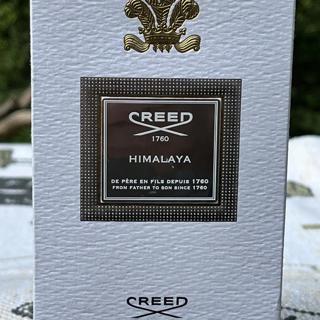 CREED
1760
HIMALAYA
DE PÈRE EN FILS DEPUIS 1760
FROM FATHER TO SON SINCE 1760
CREED